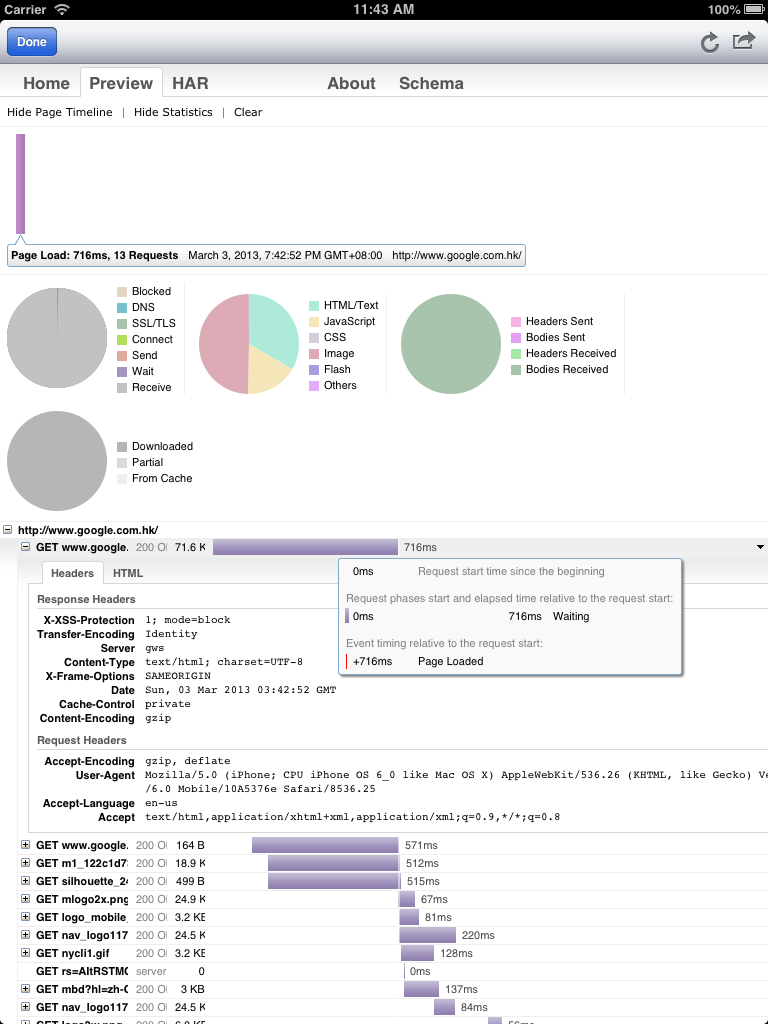 Carrier 11:43 AM 100%
Done
Home Preview HAR About Schema
Hide Page Timeline | Hide Statistics | Clear
Page Load: 716ms, 13 Requests March 3, 2013, 7:42:52 PM GMT+08:00 http://www.google.com.hk/
Blocked
DNS
SSL/TLS
Connect
Send
Wait
Receive
HTML/Text
JavaScript
CSS
Image
Flash
Others
Headers Sent
Bodies Sent
Headers Received
Bodies Received
Downloaded
Partial
From Cache
http://www.google.com.hk/
GET www.google. 200 O 71.6 K 716ms
Headers HTML
0ms Request start time since the beginning
Request phases start and elapsed time relative to the request start:
0ms 716ms Waiting
Event timing relative to the request start:
+716ms Page Loaded
Response Headers
X-XSS-Protection 1; mode=block
Transfer-Encoding Identity
Server gws
Content-Type text/html; charset=UTF-8
X-Frame-Options SAMEORIGIN
Date Sun, 03 Mar 2013 03:42:52 GMT
Cache-Control private
Content-Encoding gzip
Request Headers
Accept-Encoding gzip, deflate
User-Agent Mozilla/5.0 (iPhone; CPU iPhone OS 6_0 like Mac OS X) AppleWebKit/536.26 (KHTML, like Gecko) Ve
/6.0 Mobile/10A5376e Safari/8536.25
Accept-Language en-us
Accept text/html,application/xhtml+xml,application/xml;q=0.9,*/*;q=0.8
GET www.google. 200 O 164 B 571ms
GET m1_122c1d7 200 O 18.9 K 512ms
GET silhouette_24 200 O 499 B 515ms
GET mlogo2x.png 200 O 24.9 K 67ms
GET logo_mobile_ 200 O 3.2 KB 81ms
GET nav_logo117 200 O 24.5 K 220ms
GET nycli1.gif 200 O 3.2 KB 128ms
GET rs=AltRSTMC server 0 0ms
GET mbd?hl=zh-C 200 O 3 KB 137ms
GET nav_logo117 200 O 24.5 K 84ms